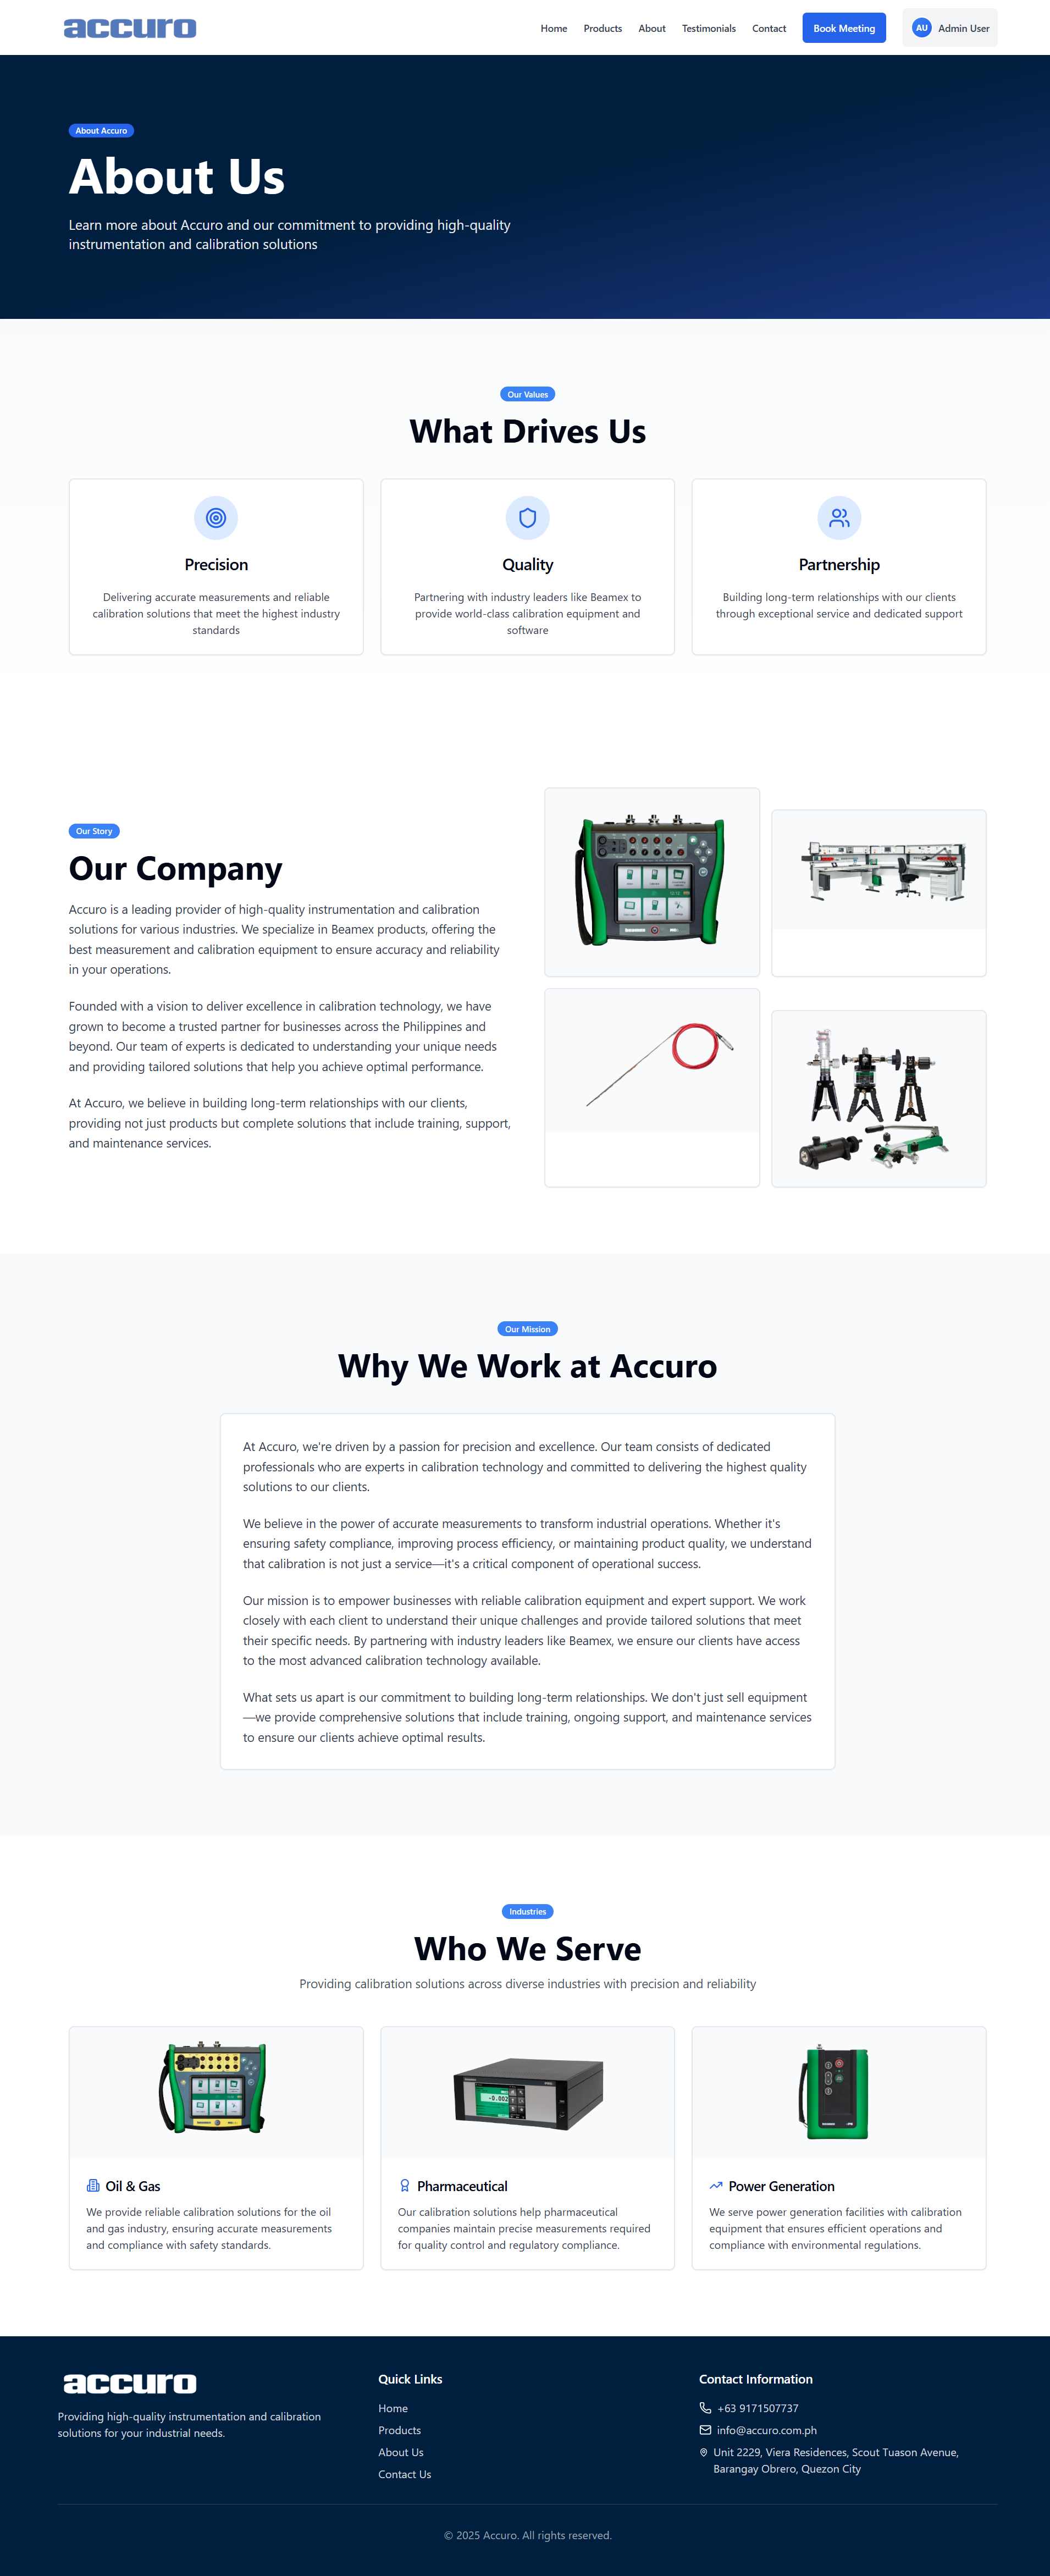 accuro
Home
Products
About
Testimonials
Contact
Book Meeting
AU
Admin User
About Accuro
About Us
Learn more about Accuro and our commitment to providing high-quality
instrumentation and calibration solutions
Our Values
What Drives Us
Precision
Delivering accurate measurements and reliable
calibration solutions that meet the highest industry
standards
Quality
Partnering with industry leaders like Beamex to
provide world-class calibration equipment and
software
Partnership
Building long-term relationships with our clients
through exceptional service and dedicated support
Our Story
Our Company
Accuro is a leading provider of high-quality instrumentation and calibration
solutions for various industries. We specialize in Beamex products, offering the
best measurement and calibration equipment to ensure accuracy and reliability
in your operations.
Founded with a vision to deliver excellence in calibration technology, we have
grown to become a trusted partner for businesses across the Philippines and
beyond. Our team of experts is dedicated to understanding your unique needs
and providing tailored solutions that help you achieve optimal performance.
At Accuro, we believe in building long-term relationships with our clients,
providing not just products but complete solutions that include training, support,
and maintenance services.
Our Mission
Why We Work at Accuro
At Accuro, we're driven by a passion for precision and excellence. Our team consists of dedicated
professionals who are experts in calibration technology and committed to delivering the highest quality
solutions to our clients.
We believe in the power of accurate measurements to transform industrial operations. Whether it's
ensuring safety compliance, improving process efficiency, or maintaining product quality, we understand
that calibration is not just a service—it's a critical component of operational success.
Our mission is to empower businesses with reliable calibration equipment and expert support. We work
closely with each client to understand their unique challenges and provide tailored solutions that meet
their specific needs. By partnering with industry leaders like Beamex, we ensure our clients have access
to the most advanced calibration technology available.
What sets us apart is our commitment to building long-term relationships. We don't just sell equipment
—we provide comprehensive solutions that include training, ongoing support, and maintenance services
to ensure our clients achieve optimal results.
Industries
Who We Serve
Providing calibration solutions across diverse industries with precision and reliability
Oil & Gas
We provide reliable calibration solutions for the oil
and gas industry, ensuring accurate measurements
and compliance with safety standards.
Pharmaceutical
Our calibration solutions help pharmaceutical
companies maintain precise measurements required
for quality control and regulatory compliance.
Power Generation
We serve power generation facilities with calibration
equipment that ensures efficient operations and
compliance with environmental regulations.
accuro
Providing high-quality instrumentation and calibration
solutions for your industrial needs.
Quick Links
Home
Products
About Us
Contact Us
Contact Information
+63 9171507737
info@accuro.com.ph
Unit 2229, Viera Residences, Scout Tuason Avenue,
Barangay Obrero, Quezon City
© 2025 Accuro. All rights reserved.